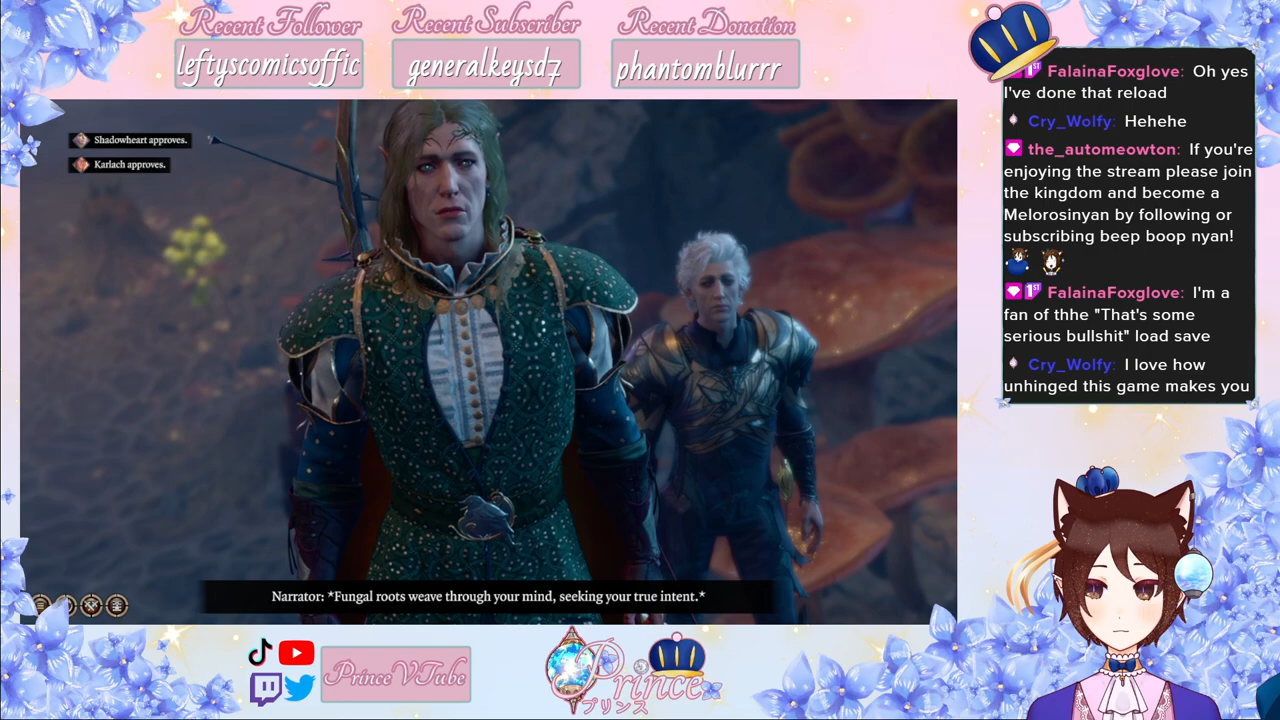 Recent Follower
Recent Subscriber
Recent Donation
leftyscomicsoffic
generalkeysd7
phantomblurrr
Shadowheart approves.
Karlach approves.
Narrator: *Fungal roots weave through your mind, seeking your true intent.*
1ST FalainaFoxglove: Oh yes
I've done that reload
Cry_Wolfy: Hehehe
the_automeowton: If you're
enjoying the stream please join
the kingdom and become a
Melorosinyan by following or
subscribing beep boop nyan!
1ST FalainaFoxglove: I'm a
fan of thhe "That's some
serious bullshit" load save
Cry_Wolfy: I love how
unhinged this game makes you
Prince VTube
Prince
プリンス